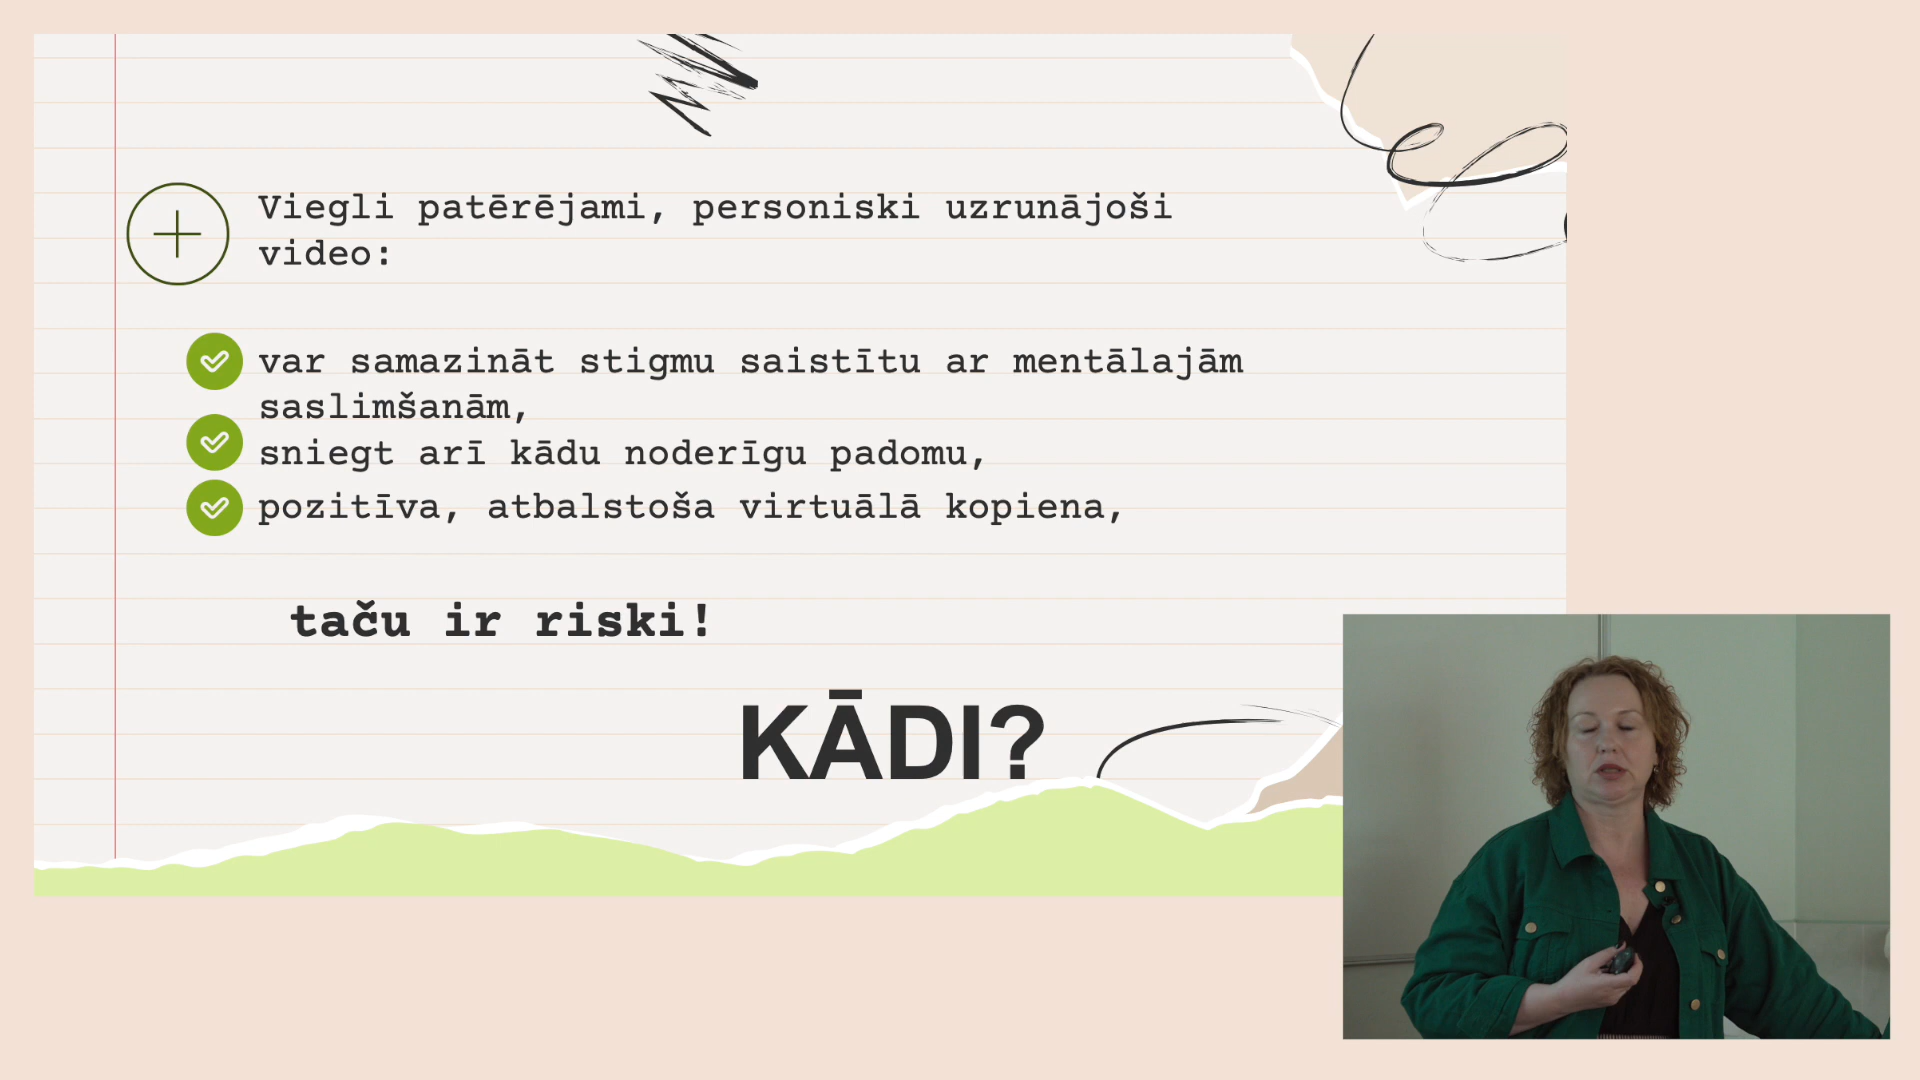 Viegli patērējami, personiski uzrunājoši
video:
var samazināt stigmu saistītu ar mentālajām
saslimšanām,
sniegt arī kādu noderīgu padomu,
pozitīva, atbalstoša virtuālā kopiena,
taču ir riski!
KĀDI?